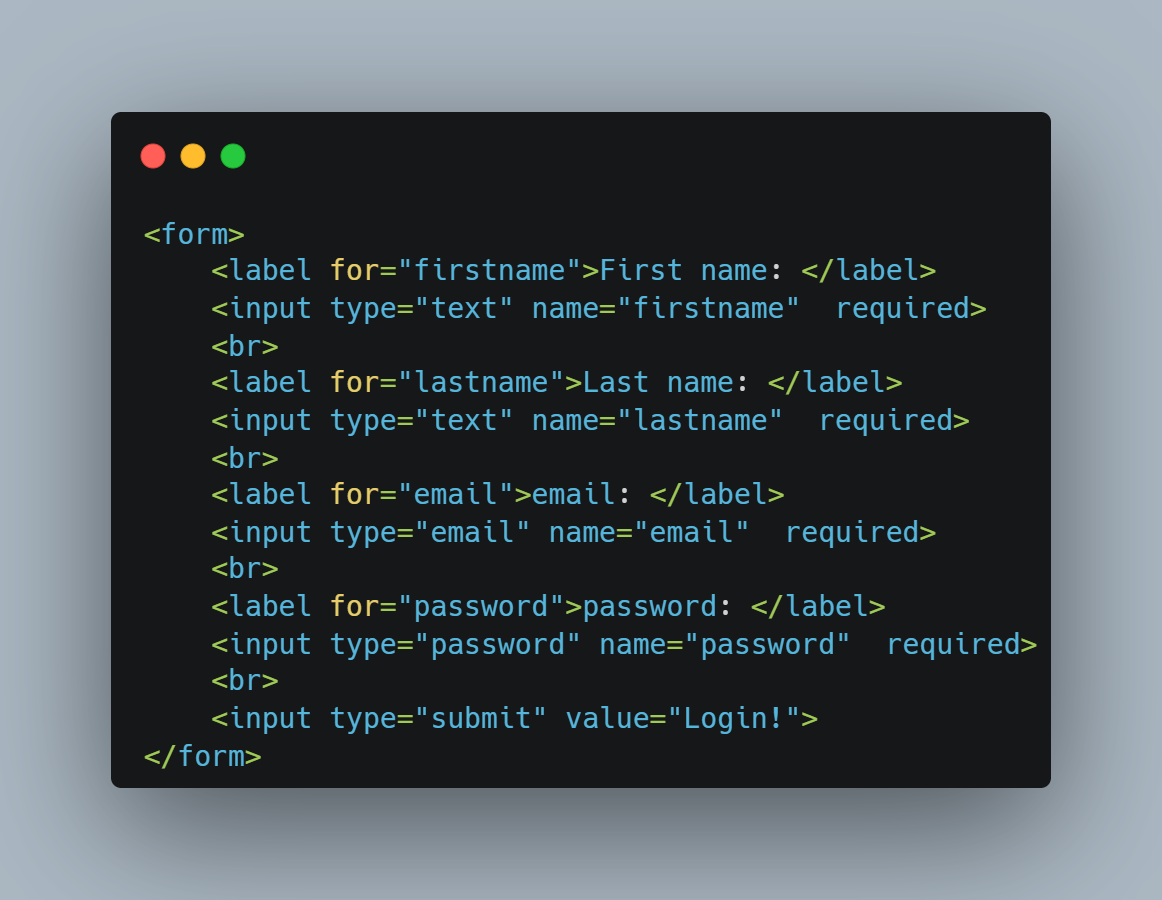 <form>
    <label for="firstname">First name: </label>
    <input type="text" name="firstname"  required>
    <br>
    <label for="lastname">Last name: </label>
    <input type="text" name="lastname"  required>
    <br>
    <label for="email">email: </label>
    <input type="email" name="email"  required>
    <br>
    <label for="password">password: </label>
    <input type="password" name="password"  required>
    <br>
    <input type="submit" value="Login!">
</form>